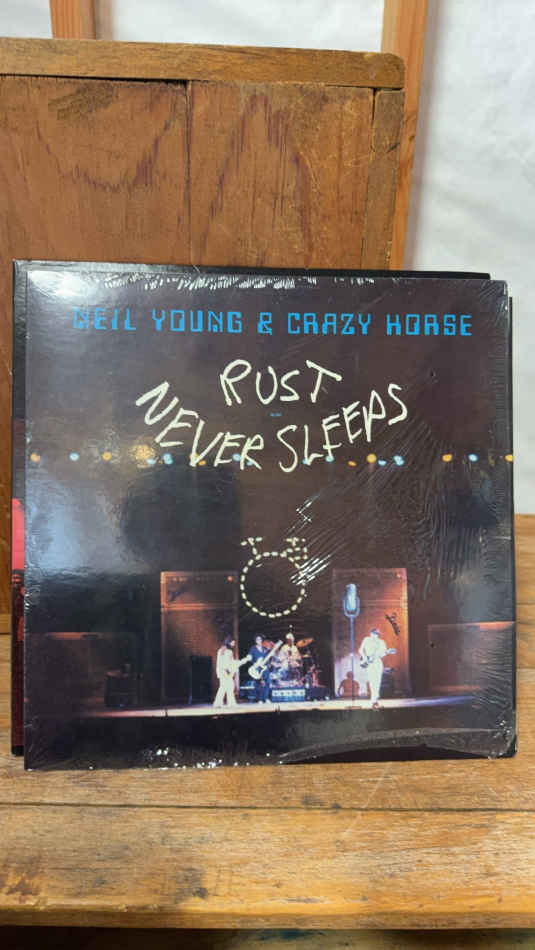 NEIL YOUNG & CRAZY HORSE
RUST
NEVER SLEEPS